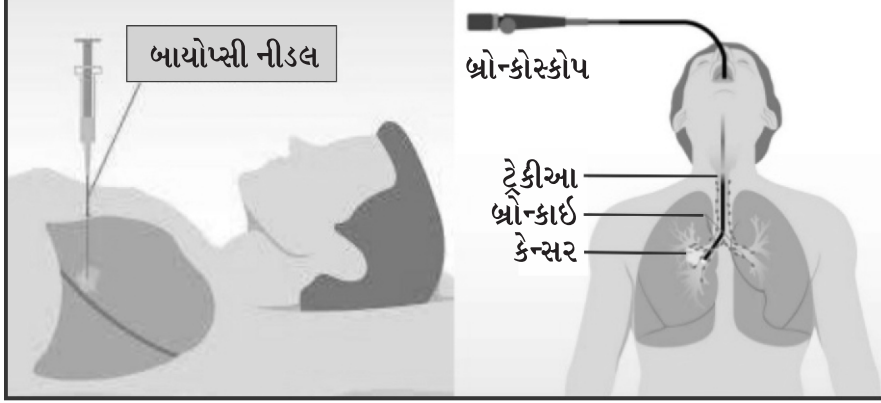 બાયોપ્સી નીડલ
બ્રોન્કોસ્કોપ
ટ્રેકીઆ
બ્રોન્કાઇ
કેન્સર